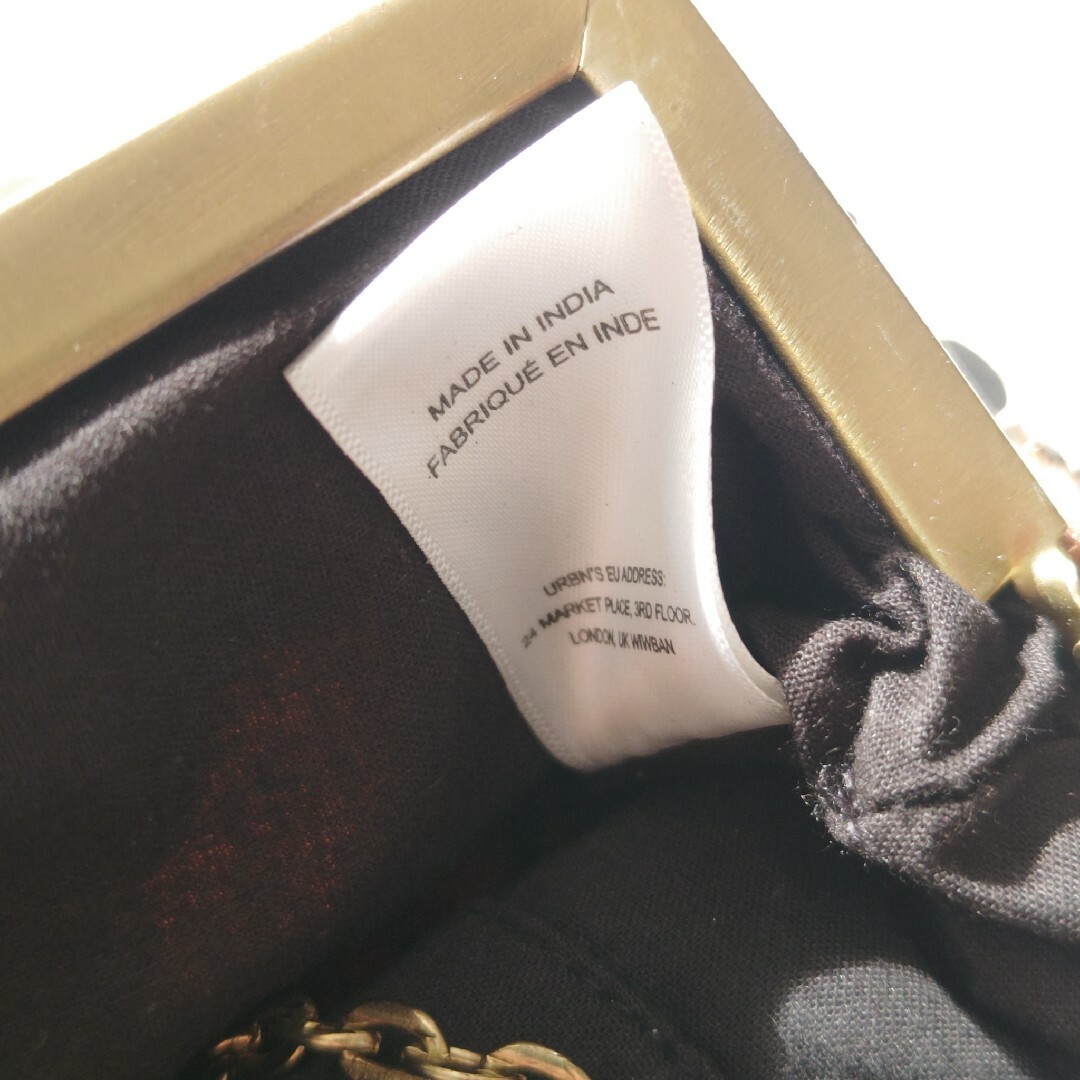 MADE IN INDIA
FABRIQUÉ EN INDE
URBN'S EU ADDRESS:
24 MARKET PLACE, 3RD FLOOR.
LONDON, UK W1W8AN.